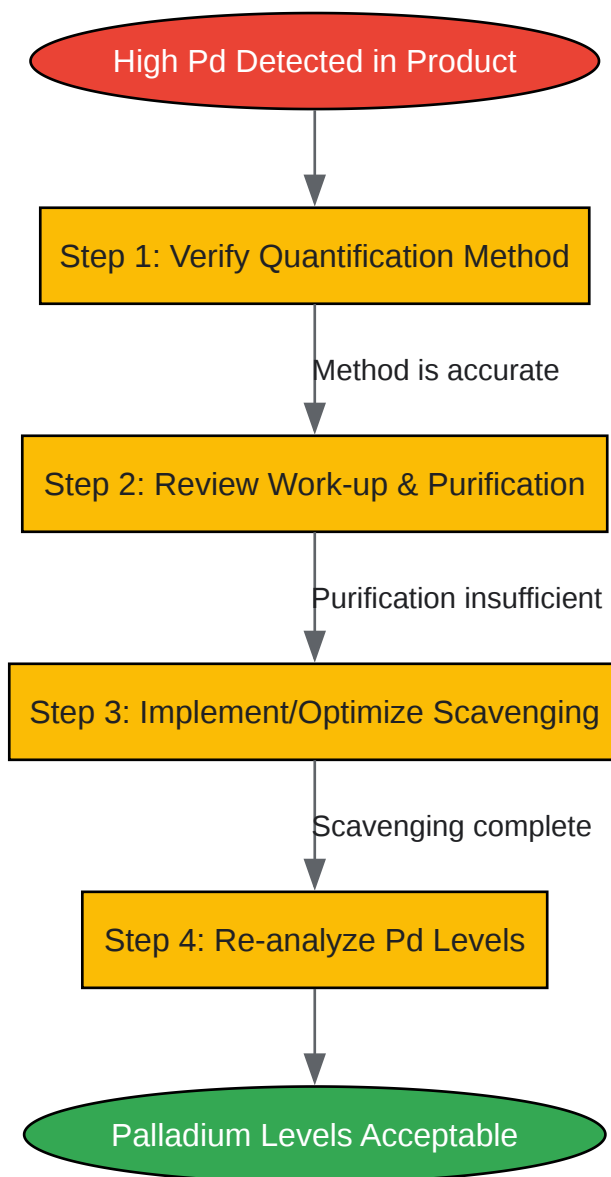 High Pd Detected in Product
Step 1: Verify Quantification Method
Method is accurate
Step 2: Review Work-up & Purification
Purification insufficient
Step 3: Implement/Optimize Scavenging
Scavenging complete
Step 4: Re-analyze Pd Levels
Palladium Levels Acceptable